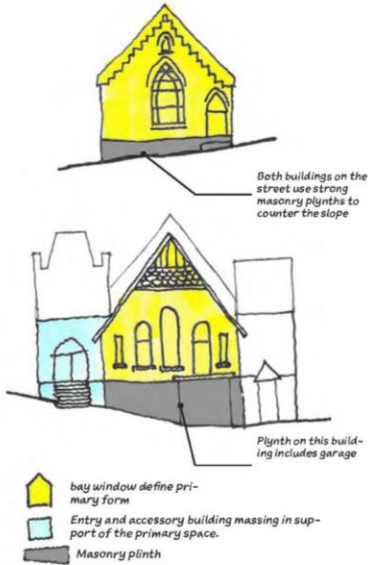 Both buildings on the
street use strong
masonry plynths to
counter the slope
Plynth on this build-
ing includes garage
bay window define pri-
mary form
Entry and accessory building massing in sup-
port of the primary space.
Masonry plinth